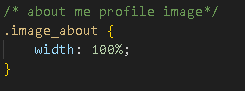 /* about me profile image*/
.image_about {
    width: 100%;
}